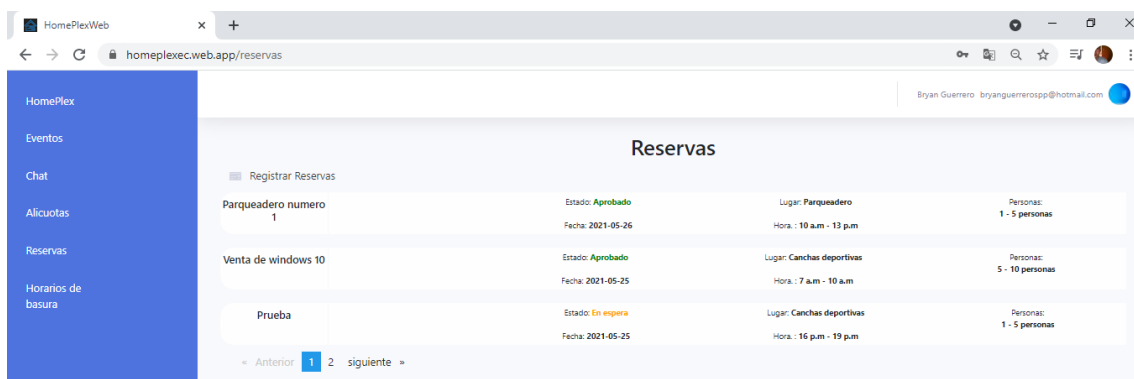 HomePlexWeb
homeplexec.web.app/reservas
Bryan Guerrero bryanguerrerospp@hotmail.com
HomePlex
Eventos
Chat
Alicuotas
Reservas
Horarios de
basura
Reservas
Registrar Reservas
Parqueadero numero
1
Estado: Aprobado
Fecha: 2021-05-26
Lugar: Parqueadero
Hora. : 10 a.m - 13 p.m
Personas:
1 - 5 personas
Venta de windows 10
Estado: Aprobado
Fecha: 2021-05-25
Lugar: Canchas deportivas
Hora. : 7 a.m - 10 a.m
Personas:
5 - 10 personas
Prueba
Estado: En espera
Fecha: 2021-05-25
Lugar: Canchas deportivas
Hora. : 16 p.m - 19 p.m
Personas:
1 - 5 personas
« Anterior 1 2 siguiente »